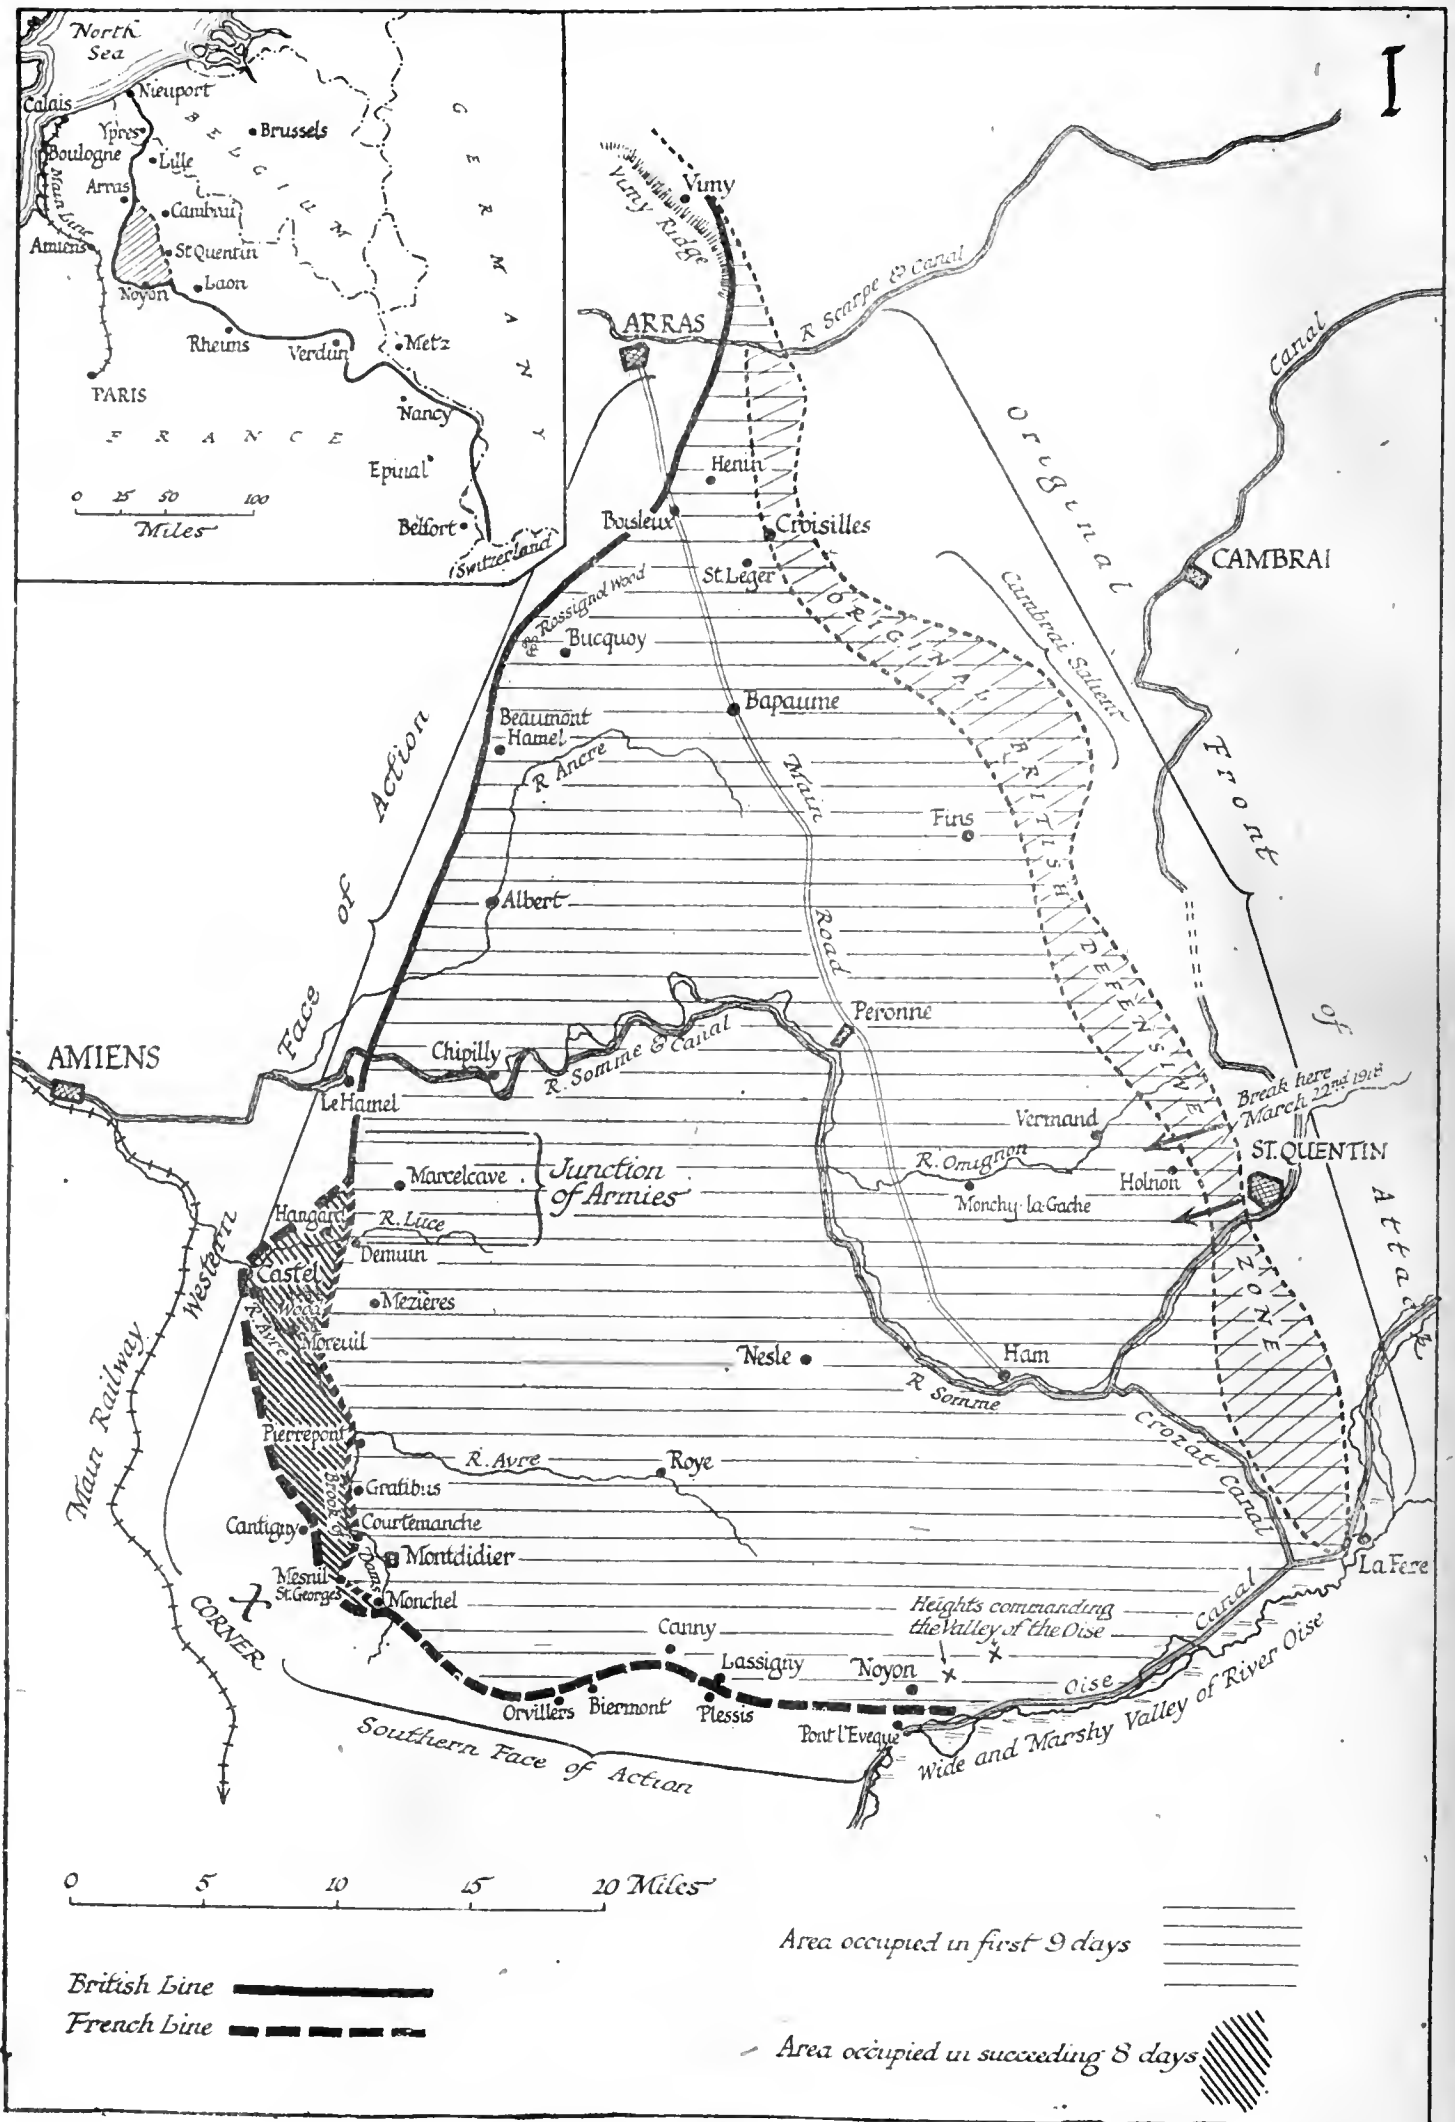 I
North
Sea
Calais
Nieuport
Ypres
BELGIUM
Brussels
Boulogne
Lille
Main Line
Arras
Cambrai
Amiens
St Quentin
Noyon
Laon
GERMANY
Rheims
Verdun
Metz
PARIS
Nancy
FRANCE
Epinal
0 25 50 100
Miles
Belfort
Switzerland
Vimy
Vimy Ridge
R Scarpe & Canal
ARRAS
Canal
Original Front of Attack
Henin
Boisleux
Croisilles
CAMBRAI
St. Leger
Cambrai Salient
Rossignol Wood
Bucquoy
ORIGINAL BRITISH DEFENSIVE ZONE
Bapaume
Beaumont
Hamel
R Ancre
Main Road
Fins
Western Face of Action
Albert
Peronne
AMIENS
Chipilly
R. Somme & Canal
Le Hamel
Break here
March 22nd 1918
Vermand
ST. QUENTIN
R. Omignon
Holnon
Marcelcave
Junction
of Armies
Monchy-la-Gache
Hangard
R. Luce
Demuin
Castel
Wood
R. Avre
Mezières
Moreuil
Nesle
Ham
R Somme
Crozat Canal
Main Railway
Pierrepont
R. Avre
Roye
Brook of Doms
Gratibus
Cantigny
Courtemanche
Montdidier
La Fere
Mesnil
St. Georges
Monchel
CORNER
Heights commanding
the Valley of the Oise
Canny
Lassigny
Noyon
Oise Canal
Orvillers
Biermont
Plessis
Pont l'Eveque
Wide and Marshy Valley of River Oise
Southern Face of Action
0 5 10 15 20 Miles
Area occupied in first 9 days
British Line
French Line
Area occupied in succeeding 8 days